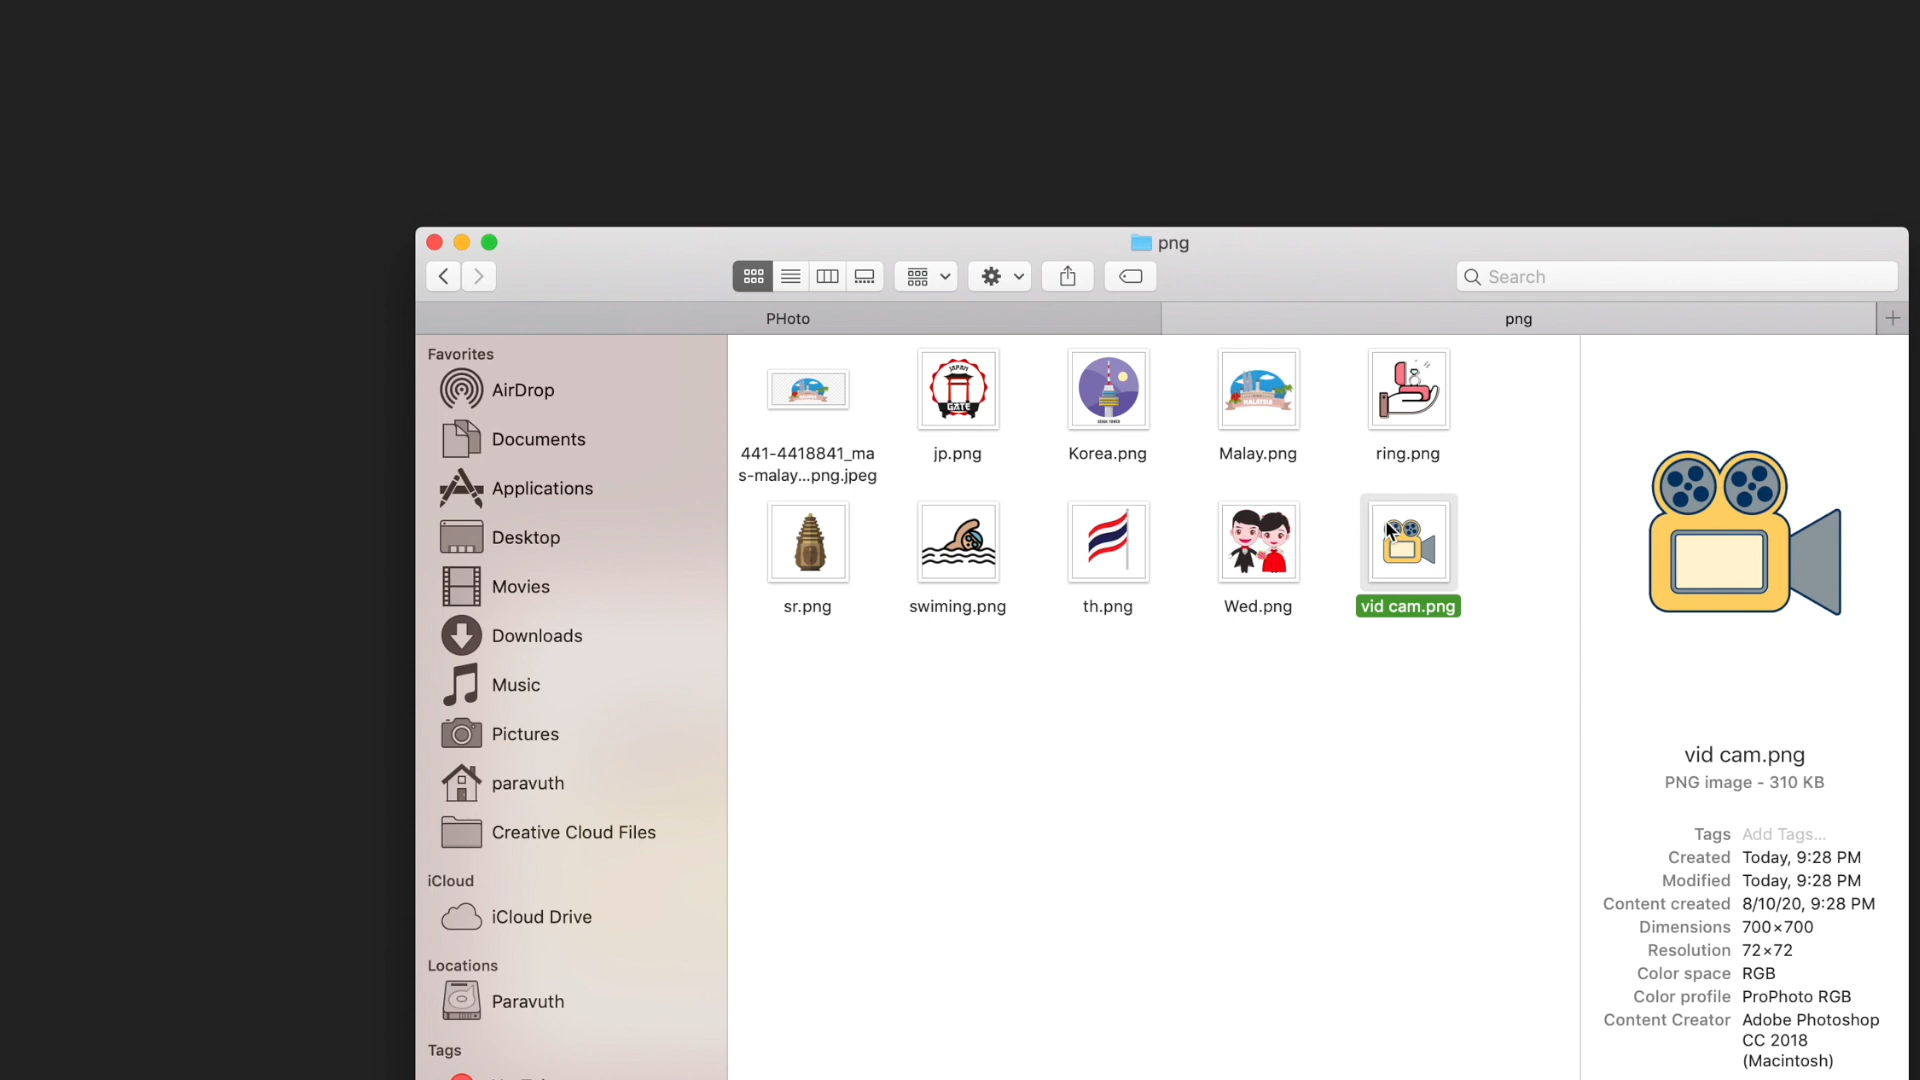 png
Search
PHoto
png
Favorites
AirDrop
Documents
Applications
Desktop
Movies
Downloads
Music
Pictures
paravuth
Creative Cloud Files
iCloud
iCloud Drive
Locations
Paravuth
Tags
JAPAN
GATE
MALAYSIA
441-4418841_ma
s-malay...png.jpeg
jp.png
Korea.png
Malay.png
ring.png
sr.png
swiming.png
th.png
Wed.png
vid cam.png
vid cam.png
PNG image - 310 KB
Tags Add Tags...
Created Today, 9:28 PM
Modified Today, 9:28 PM
Content created 8/10/20, 9:28 PM
Dimensions 700×700
Resolution 72×72
Color space RGB
Color profile ProPhoto RGB
Content Creator Adobe Photoshop
CC 2018
(Macintosh)